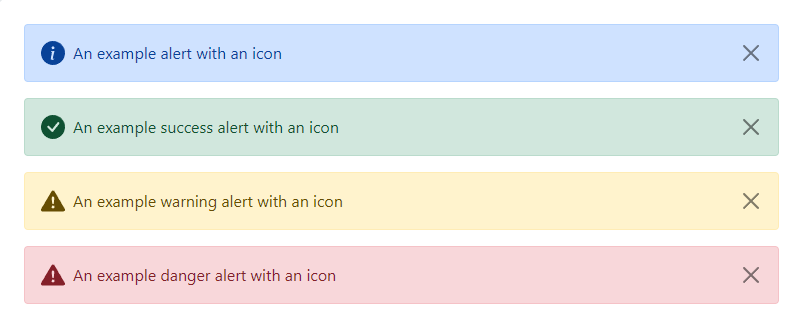 An example alert with an icon
An example success alert with an icon
An example warning alert with an icon
An example danger alert with an icon